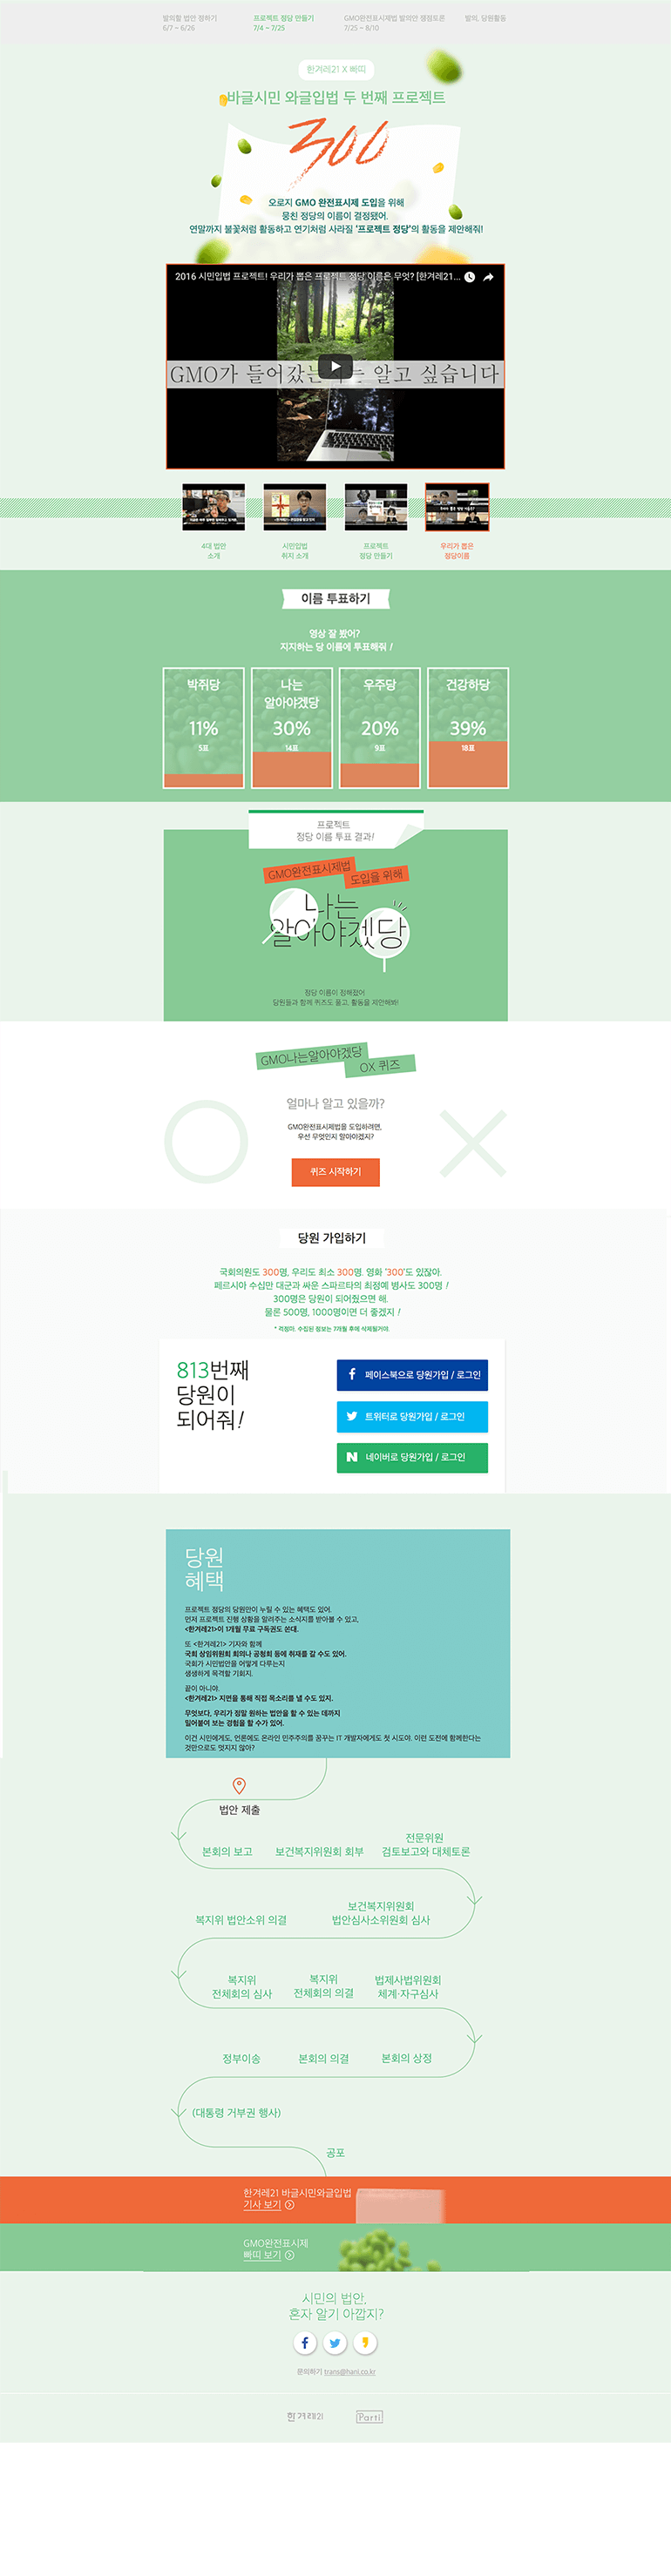 발의할 법안 정하기
6/7 ~ 6/26
프로젝트 정당 만들기
7/4 ~ 7/25
GMO완전표시제법 발의안 쟁점토론
7/25 ~ 8/10
발의, 당원활동
한겨레21 X 빠띠
바글시민 와글입법 두 번째 프로젝트
300
오로지 GMO 완전표시제 도입을 위해
뭉친 정당의 이름이 결정됐어.
연말까지 불꽃처럼 활동하고 연기처럼 사라질 '프로젝트 정당'의 활동을 제안해줘!
2016 시민입법 프로젝트! 우리가 뽑은 프로젝트 정당 이름은 무엇? [한겨레21...
GMO가 들어갔는지는 알고 싶습니다
4대 법안
소개
시민입법
취지 소개
프로젝트
정당 만들기
우리가 뽑은
정당이름
이름 투표하기
영상 잘 봤어?
지지하는 당 이름에 투표해줘 !
박쥐당
11%
5표
나는
알아야겠당
30%
14표
우주당
20%
9표
건강하당
39%
18표
프로젝트
정당 이름 투표 결과!
GMO완전표시제법
도입을 위해
나는
알아야겠당
정당 이름이 정해졌어
당원들과 함께 퀴즈도 풀고, 활동을 제안해봐!
GMO나는알아야겠당
OX 퀴즈
얼마나 알고 있을까?
GMO완전표시제법을 도입하려면,
우선 무엇인지 알아야겠지?
퀴즈 시작하기
당원 가입하기
국회의원도 300명, 우리도 최소 300명. 영화 '300'도 있잖아.
페르시아 수십만 대군과 싸운 스파르타의 최정예 병사도 300명 !
300명은 당원이 되어줬으면 해.
물론 500명, 1000명이면 더 좋겠지 !
* 걱정마. 수집된 정보는 7개월 후에 삭제될거야.
813번째
당원이
되어줘!
페이스북으로 당원가입 / 로그인
트위터로 당원가입 / 로그인
네이버로 당원가입 / 로그인
당원
혜택
프로젝트 정당의 당원만이 누릴 수 있는 혜택도 있어.
먼저 프로젝트 진행 상황을 알려주는 소식지를 받아볼 수 있고,
<한겨레21>이 1개월 무료 구독권도 쏜대.
또 <한겨레21> 기자와 함께
국회 상임위원회 회의나 공청회 등에 취재를 갈 수도 있어.
국회가 시민법안을 어떻게 다루는지
생생하게 목격할 기회지.
끝이 아니야.
<한겨레21> 지면을 통해 직접 목소리를 낼 수도 있지.
무엇보다, 우리가 정말 원하는 법안을 할 수 있는 데까지
밀어붙여 보는 경험을 할 수가 있어.
이건 시민에게도, 언론에도 온라인 민주주의를 꿈꾸는 IT 개발자에게도 첫 시도야. 이런 도전에 함께한다는
것만으로도 멋지지 않아?
법안 제출
본회의 보고
보건복지위원회 회부
전문위원
검토보고와 대체토론
복지위 법안소위 의결
보건복지위원회
법안심사소위원회 심사
복지위
전체회의 심사
복지위
전체회의 의결
법제사법위원회
체계·자구심사
정부이송
본회의 의결
본회의 상정
(대통령 거부권 행사)
공포
한겨레21 바글시민와글입법
기사 보기
GMO완전표시제
빠띠 보기
시민의 법안,
혼자 알기 아깝지?
문의하기 trans@hani.co.kr
한겨레21
Parti